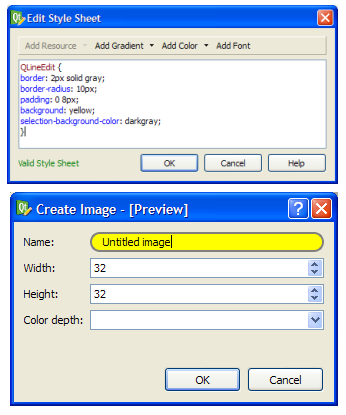 Edit Style Sheet
Add Resource Add Gradient Add Color Add Font
QLineEdit {
border: 2px solid gray;
border-radius: 10px;
padding: 0 8px;
background: yellow;
selection-background-color: darkgray;
}
Valid Style Sheet OK Cancel Help
Create Image - [Preview]
Name: Untitled image
Width: 32
Height: 32
Color depth:
OK Cancel